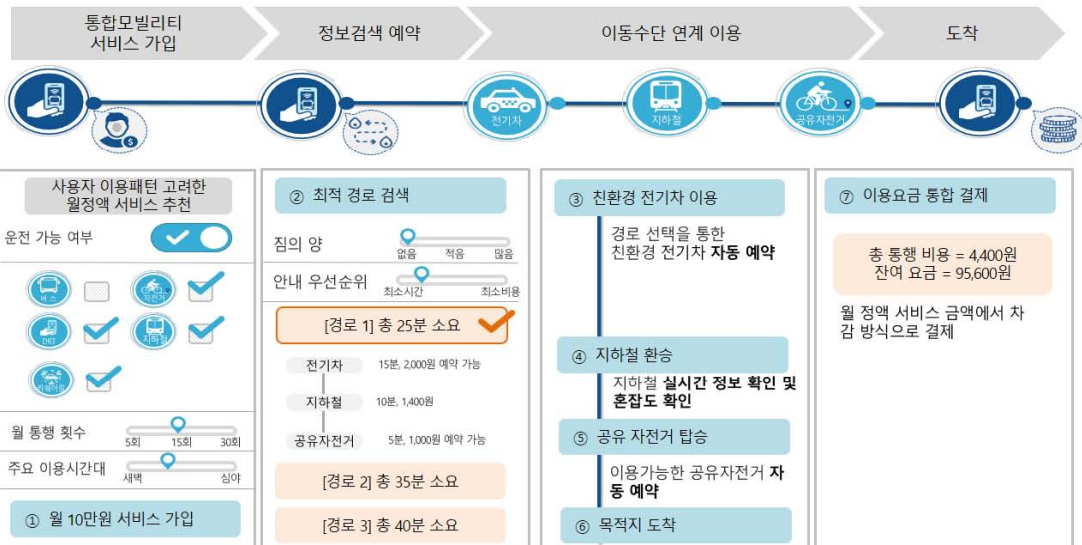 통합모빌리티
서비스 가입
정보검색 예약
이동수단 연계 이용
도착
전기차
지하철
공유자전거
사용자 이용패턴 고려한
월정액 서비스 추천
운전 가능 여부
버스
자전거
DRT
지하철
카쉐어링
월 통행 횟수
5회
15회
30회
주요 이용시간대
새벽
심야
① 월 10만원 서비스 가입
② 최적 경로 검색
짐의 양
없음
적음
많음
안내 우선순위
최소시간
최소비용
[경로 1] 총 25분 소요
전기차
15분, 2,000원 예약 가능
지하철
10분, 1,400원
공유자전거
5분, 1,000원 예약 가능
[경로 2] 총 35분 소요
[경로 3] 총 40분 소요
③ 친환경 전기차 이용
경로 선택을 통한
친환경 전기차 자동 예약
④ 지하철 환승
지하철 실시간 정보 확인 및
혼잡도 확인
⑤ 공유 자전거 탑승
이용가능한 공유자전거 자
동 예약
⑥ 목적지 도착
⑦ 이용요금 통합 결제
총 통행 비용 = 4,400원
잔여 요금 = 95,600원
월 정액 서비스 금액에서 차
감 방식으로 결제